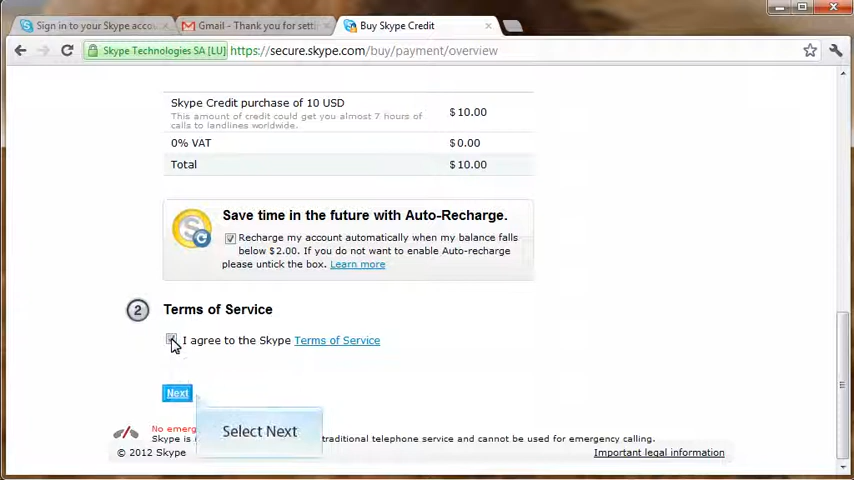 Sign in to your Skype accou
Gmail - Thank you for setti
Buy Skype Credit
Skype Technologies SA [LU]
https://secure.skype.com/buy/payment/overview
Skype Credit purchase of 10 USD
$10.00
This amount of credit could get you almost 7 hours of
calls to landlines worldwide.
0% VAT
$0.00
Total
$10.00
Save time in the future with Auto-Recharge.
Recharge my account automatically when my balance falls
below $2.00. If you do not want to enable Auto-recharge
please untick the box. Learn more
2
Terms of Service
I agree to the Skype Terms of Service
Next
Select Next
No emerg
Skype is traditional telephone service and cannot be used for emergency calling.
© 2012 Skype
Important legal information